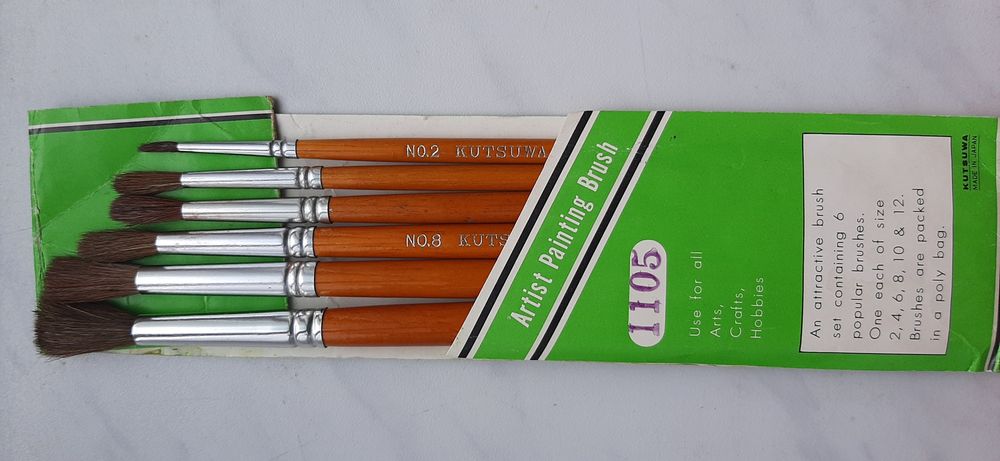 NO.2 KUTSUWA
NO.8 KUTS
Artist Painting Brush
1105
Use for all
Arts,
Crafts,
Hobbies
An attractive brush
set containing 6
popular brushes.
One each of size
2, 4, 6, 8, 10 & 12.
Brushes are packed
in a poly bag.
KUTSUWA
MADE IN JAPAN